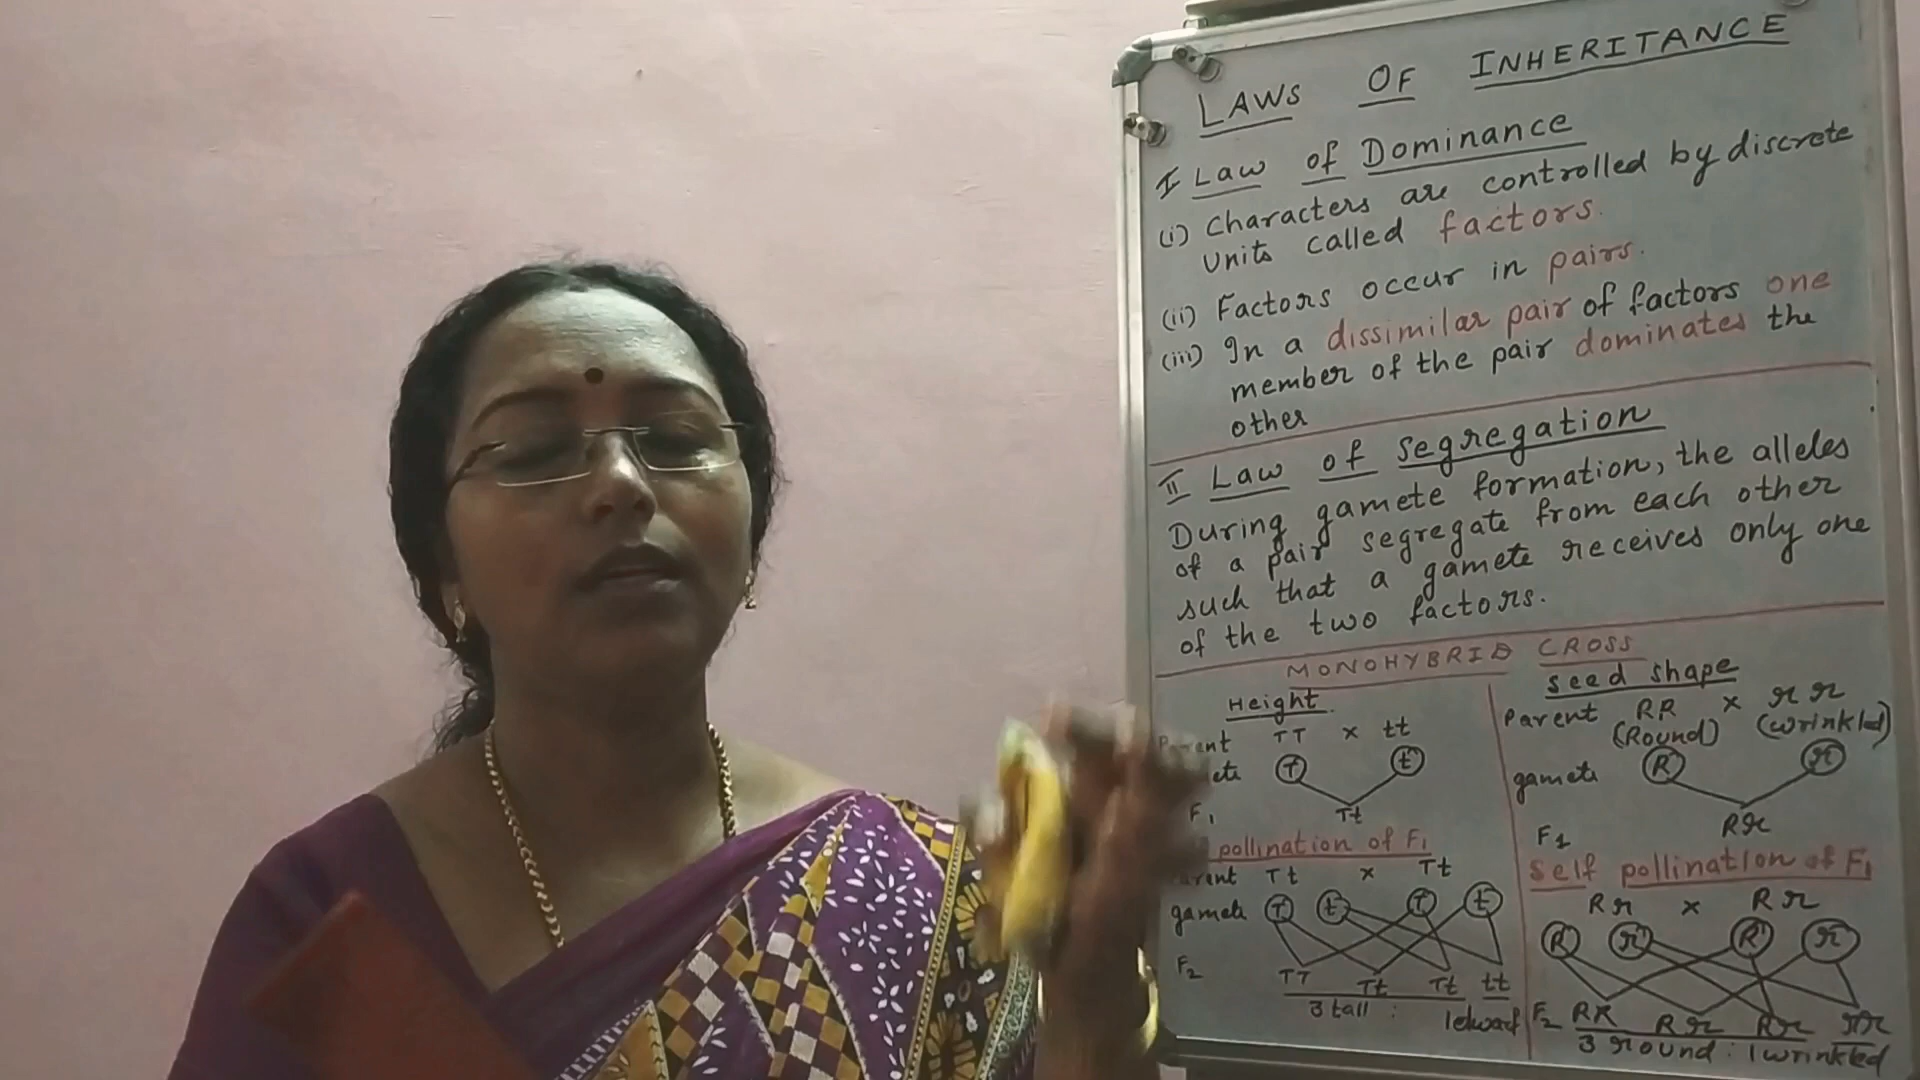 LAWS OF INHERITANCE
I Law of Dominance
(i) Characters are controlled by discrete
units called factors.
(ii) Factors occur in pairs.
(iii) In a dissimilar pair of factors one
member of the pair dominates the
other
II Law of segregation
During gamete formation, the alleles
of a pair segregate from each other
such that a gamete receives only one
of the two factors.
MONOHYBRID CROSS
Height
TT x tt
T t
F1
Tt
pollination of F1
Tt x Tt
gamete T t T t
F2
TT Tt Tt tt
3 tall : 1 dwarf
seed shape
Parent RR x rr
(Round) (wrinkled)
gamete R r
Rr
F1
Self pollination of F1
Rr x Rr
R r R r
F2 RR Rr Rr rr
3 round : 1 wrinkled